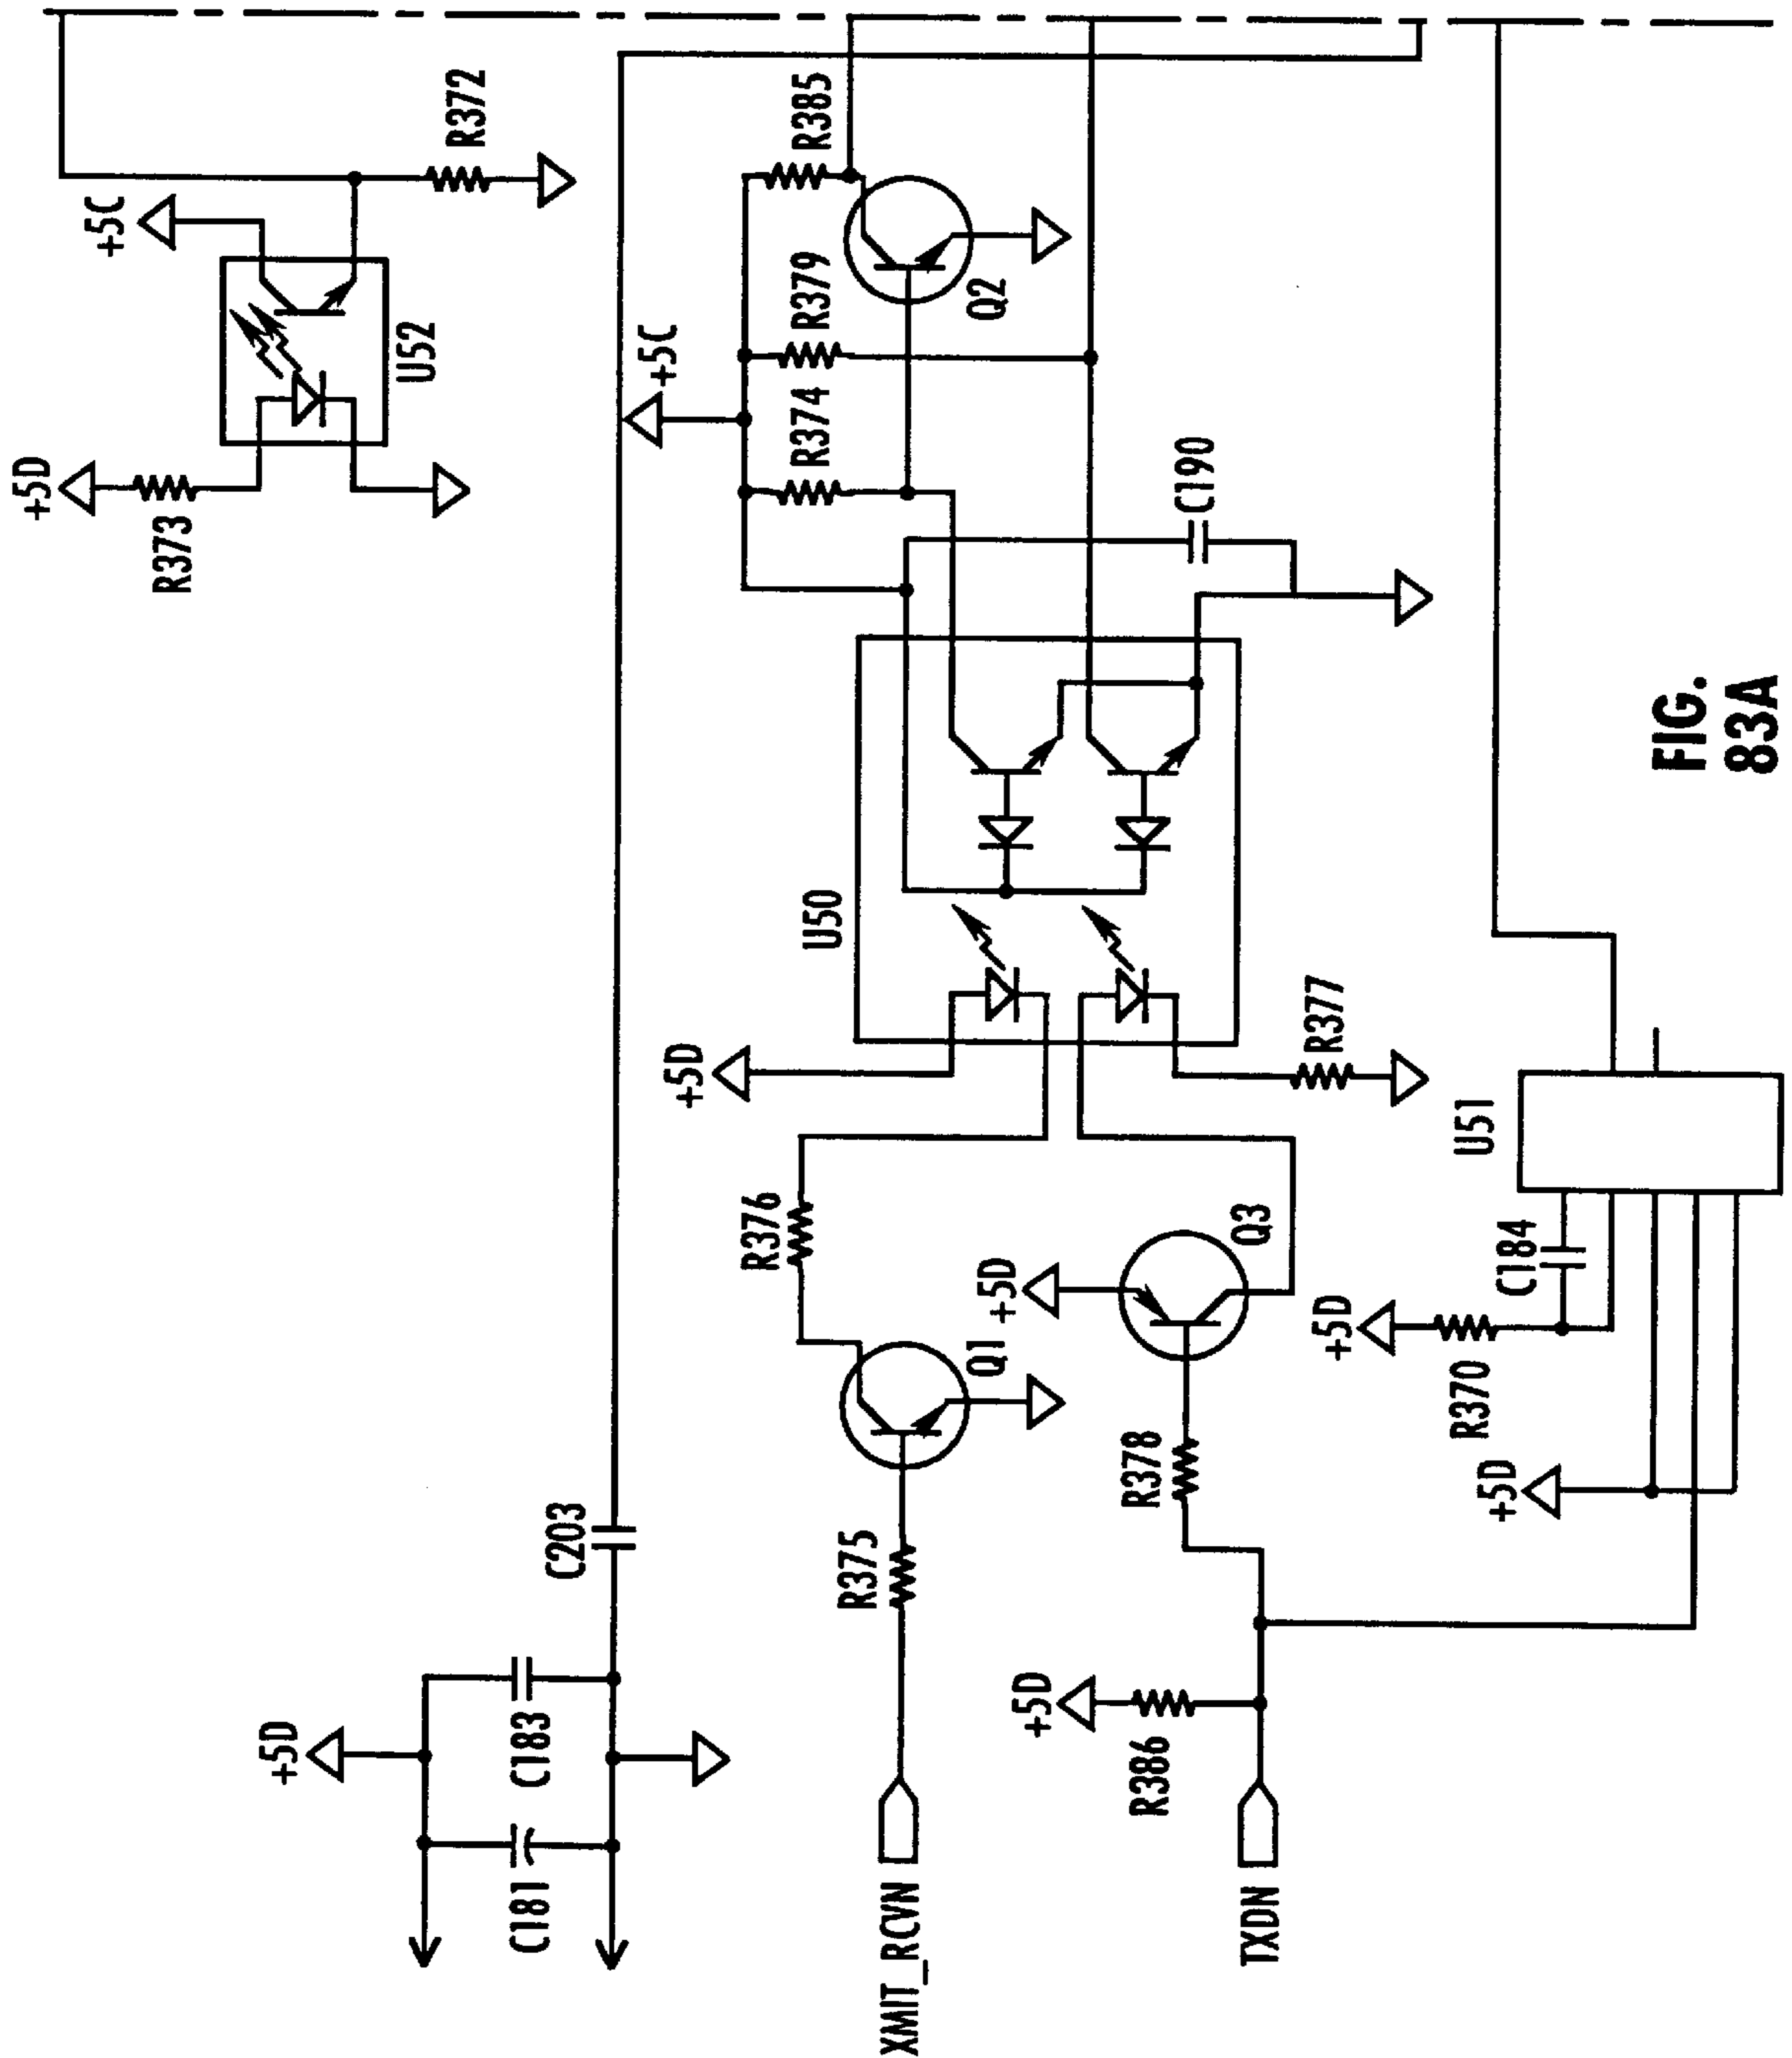 +5D
C181
C183
C203
XMIT_RCVN
R375
Q1
R376
+5D
U50
+5D
R373
U52
+5C
R372
+5C
R374
R379
R385
Q2
C190
TXDN
+5D
R386
R378
+5D
Q3
R377
+5D
R370
+5D
C184
U51
FIG.
83A